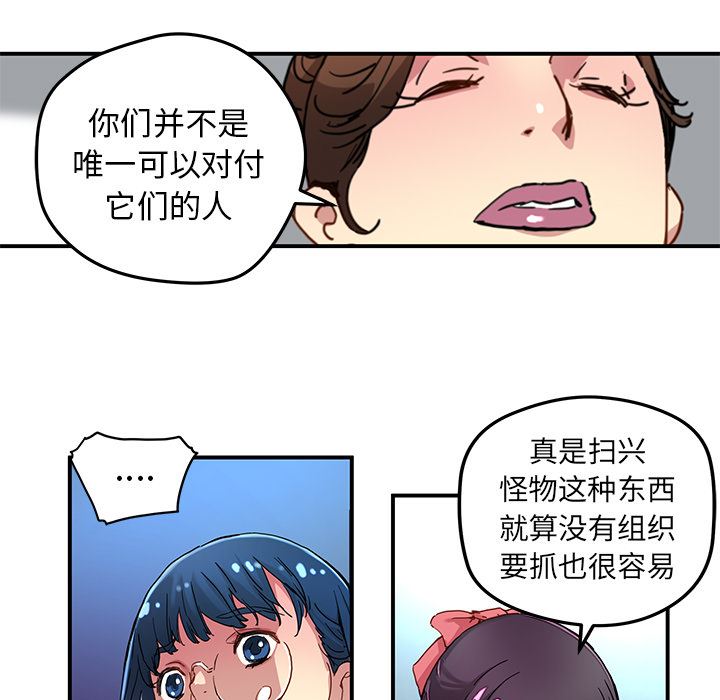 你们并不是
唯一可以对付
它们的人
....
真是扫兴
怪物这种东西
就算没有组织
要抓也很容易